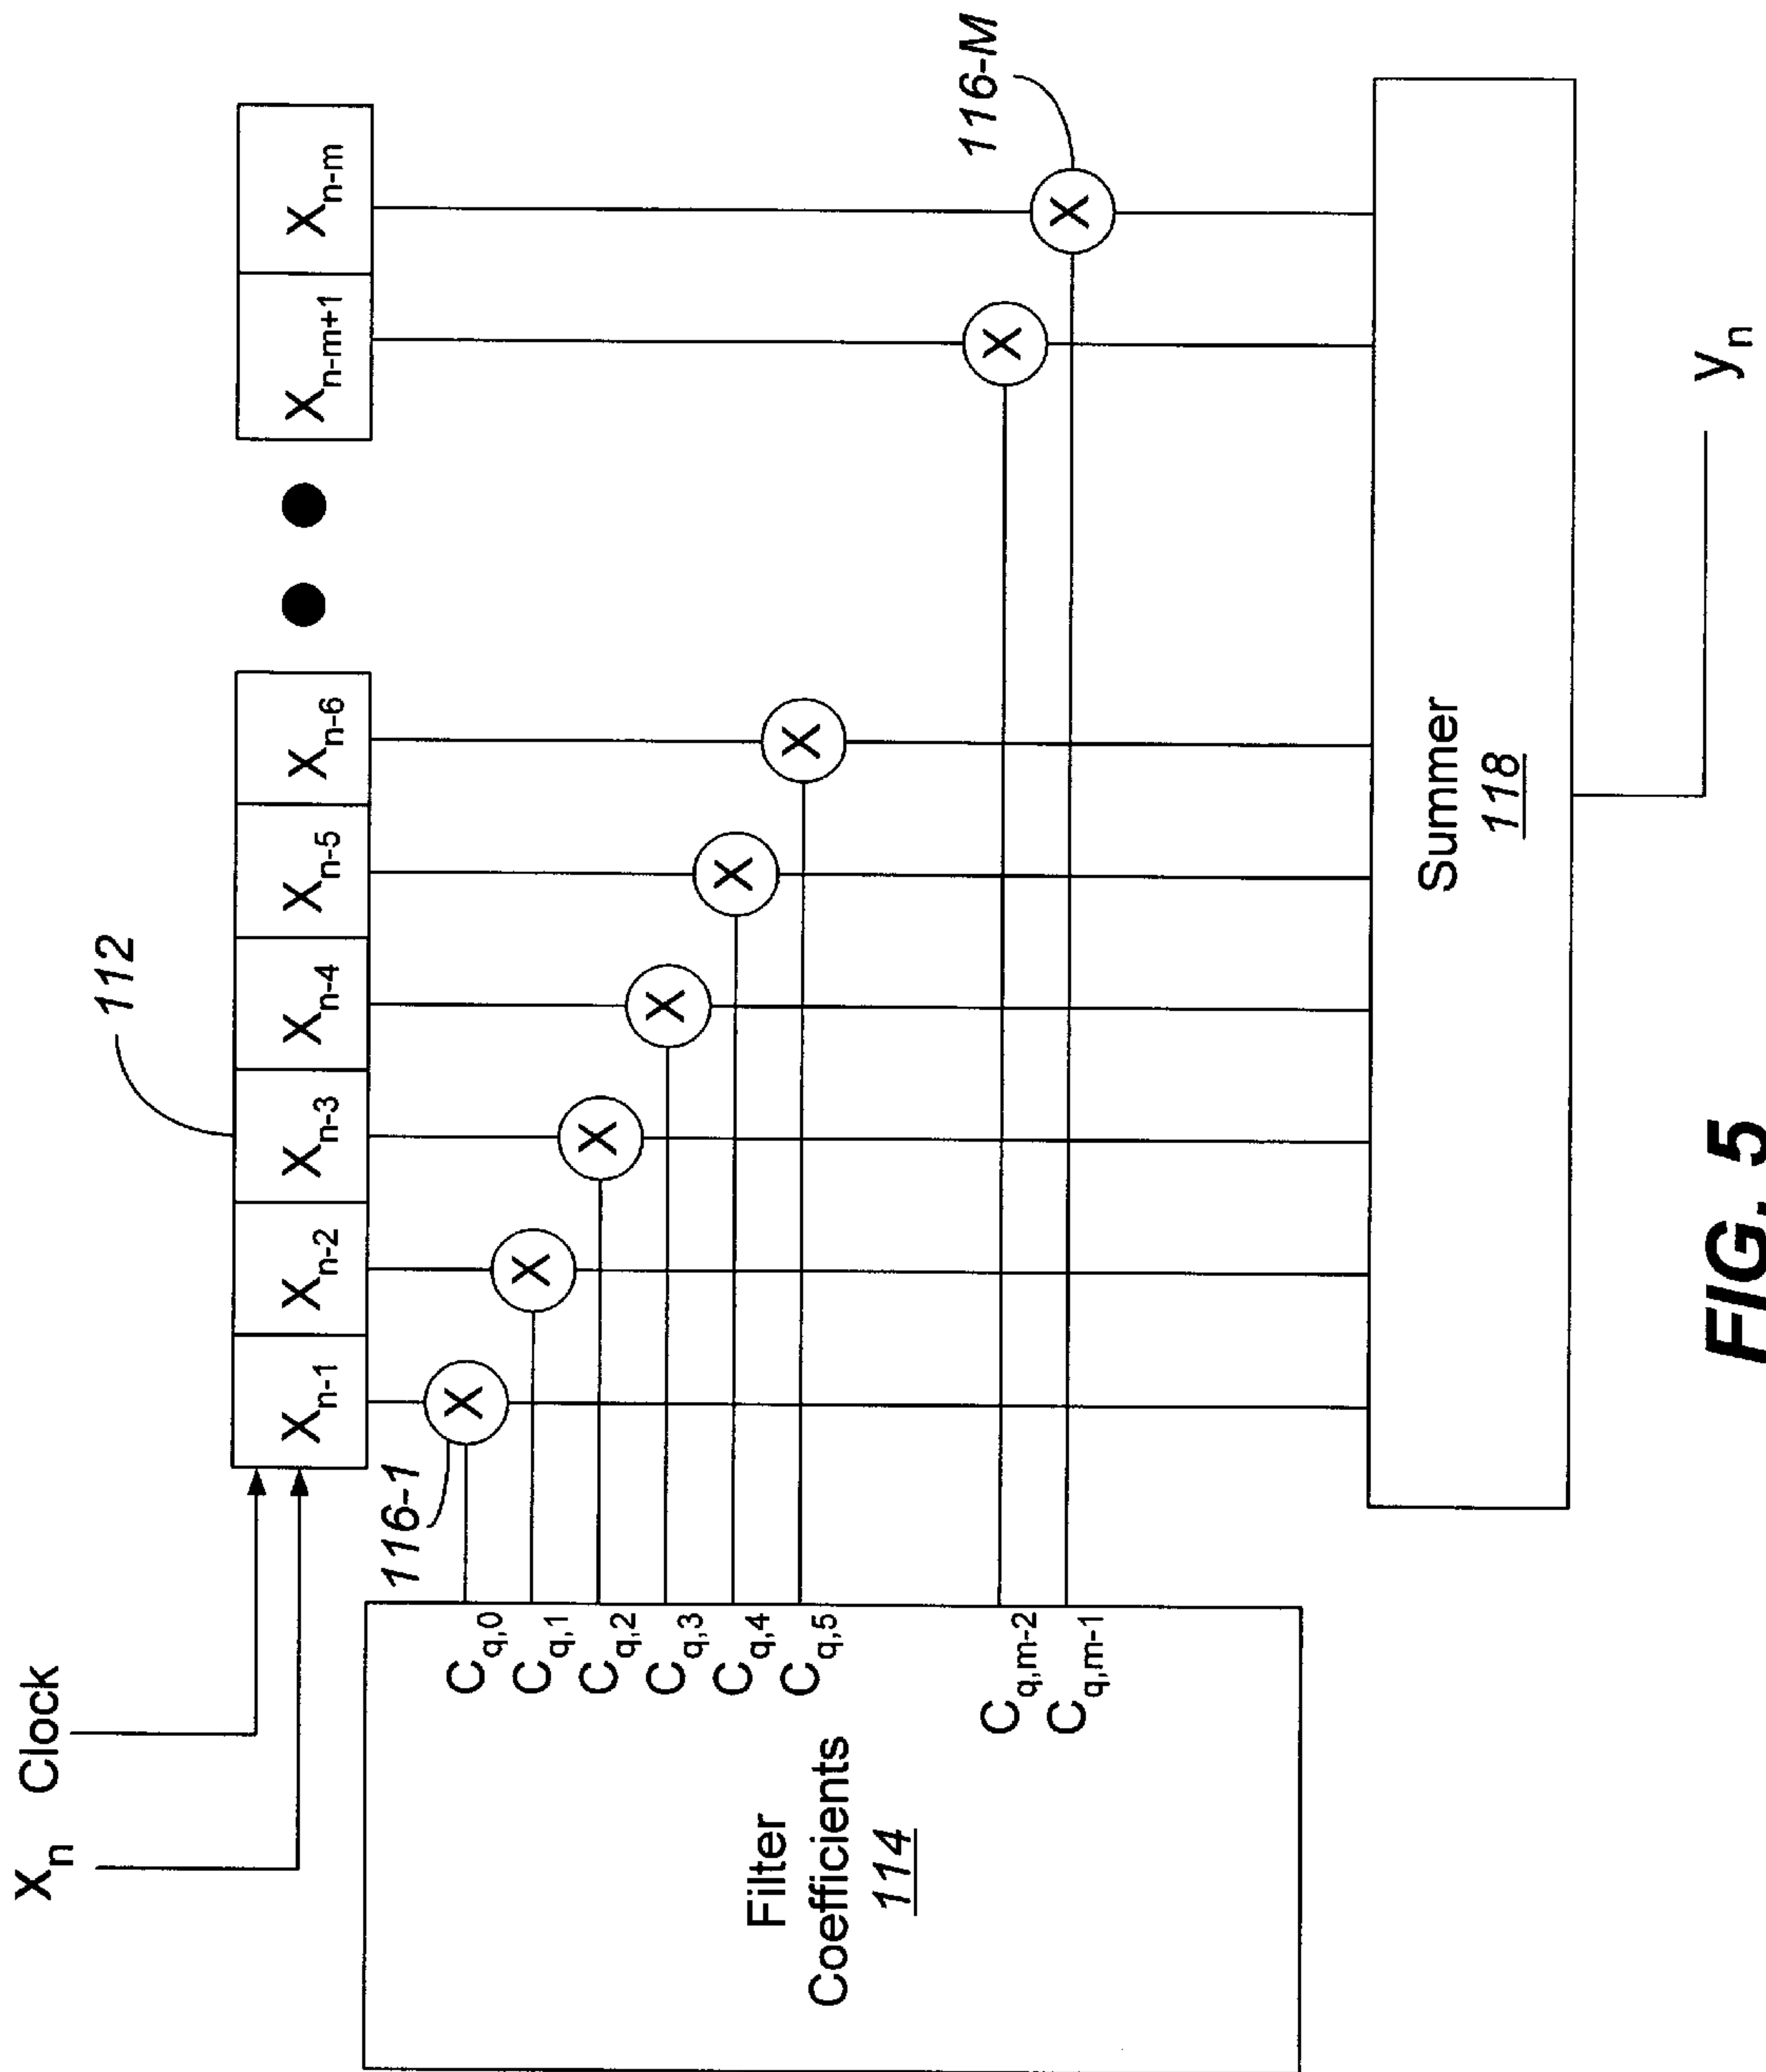 Xn Clock
112
Xn-1 Xn-2 Xn-3 Xn-4 Xn-5 Xn-6 Xn-m+1 Xn-m
116-1
X
X
X
X
X
X
X
X
116-M
Cq,0
Cq,1
Cq,2
Cq,3
Cq,4
Cq,5
Cq,m-2
Cq,m-1
Filter
Coefficients
114
Summer
118
yn
FIG. 5